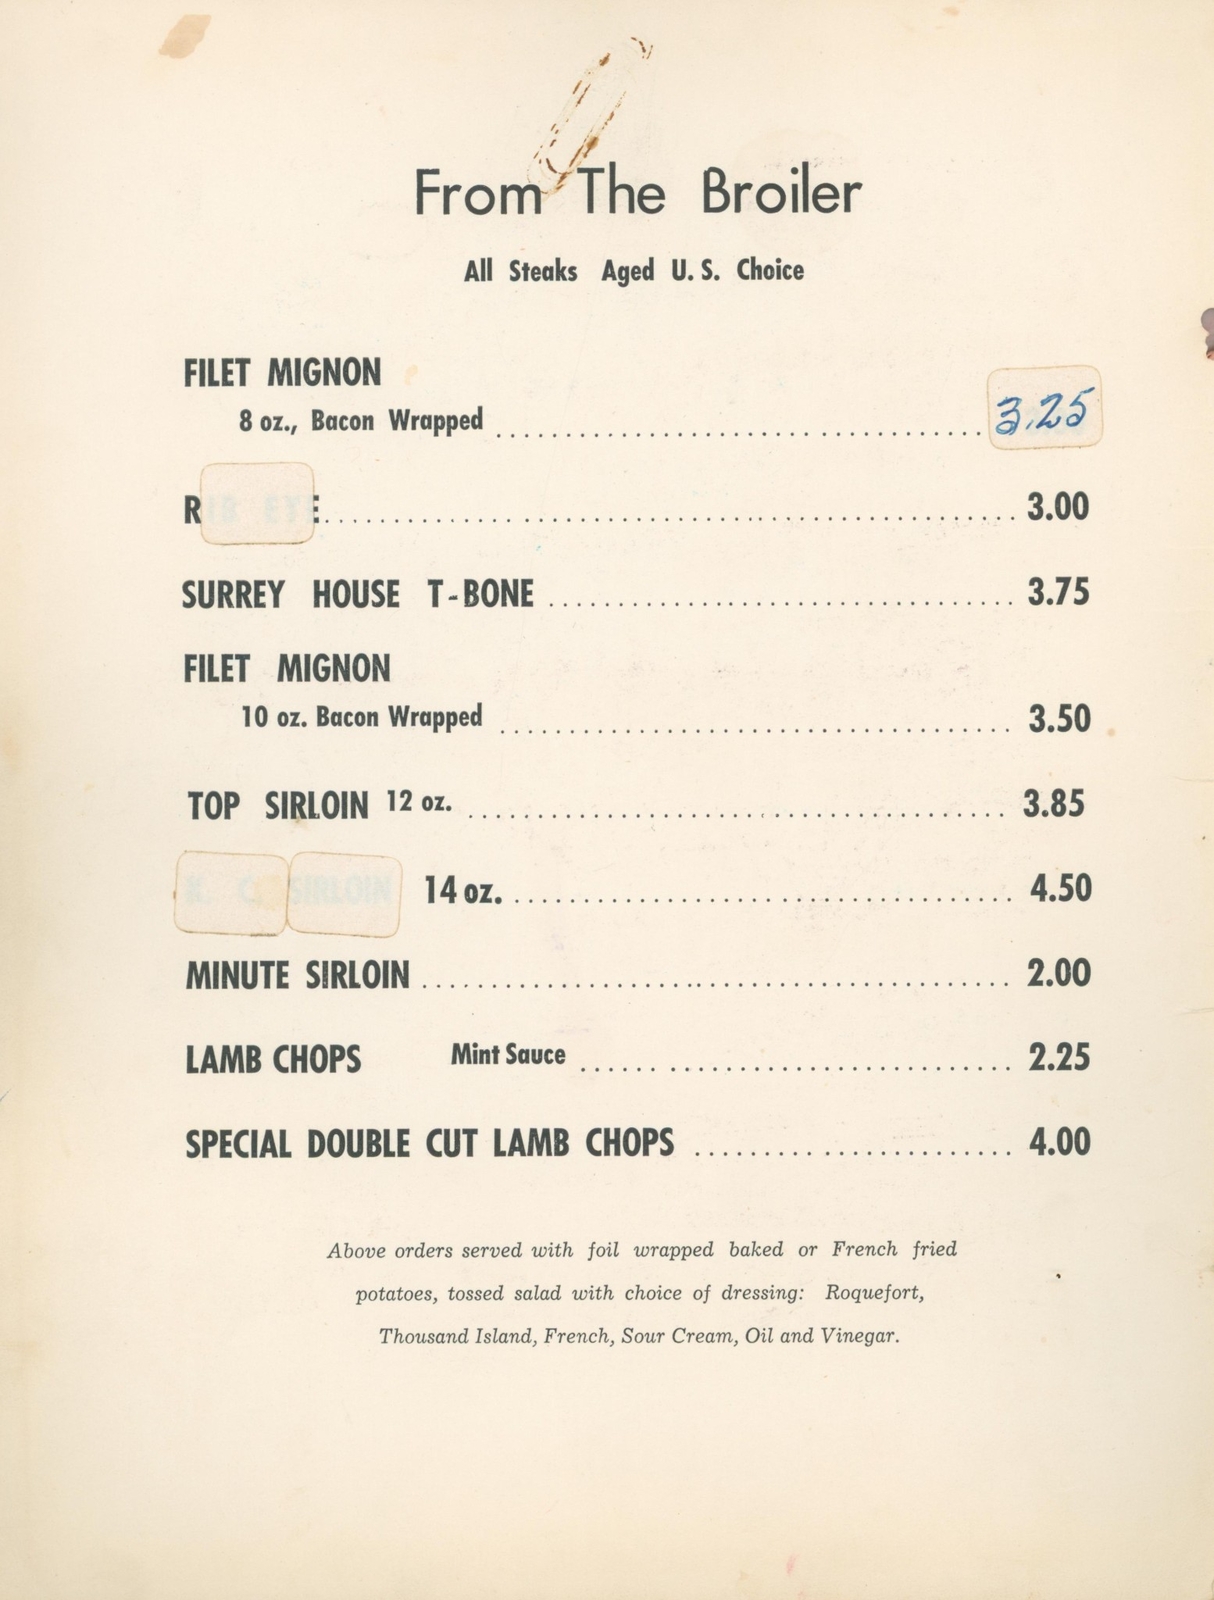 From The Broiler
All Steaks Aged U. S. Choice
FILET MIGNON
8 oz., Bacon Wrapped ........ 3.25
RIB EYE ........ 3.00
SURREY HOUSE T-BONE ........ 3.75
FILET MIGNON
10 oz. Bacon Wrapped ........ 3.50
TOP SIRLOIN 12 oz. ........ 3.85
K. C. SIRLOIN 14 oz. ........ 4.50
MINUTE SIRLOIN ........ 2.00
LAMB CHOPS Mint Sauce ........ 2.25
SPECIAL DOUBLE CUT LAMB CHOPS ........ 4.00
Above orders served with foil wrapped baked or French fried
potatoes, tossed salad with choice of dressing: Roquefort,
Thousand Island, French, Sour Cream, Oil and Vinegar.